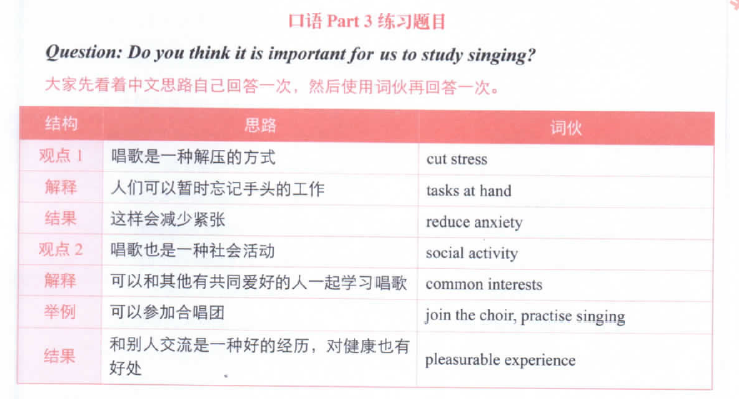 口语 Part 3 练习题目
Question: Do you think it is important for us to study singing?
大家先看着中文思路自己回答一次，然后使用词伙再回答一次。
结构 思路 词伙
观点 1 唱歌是一种解压的方式 cut stress
解释 人们可以暂时忘记手头的工作 tasks at hand
结果 这样会减少紧张 reduce anxiety
观点 2 唱歌也是一种社会活动 social activity
解释 可以和其他有共同爱好的人一起学习唱歌 common interests
举例 可以参加合唱团 join the choir, practise singing
结果 和别人交流是一种好的经历，对健康也有 pleasurable experience
好处